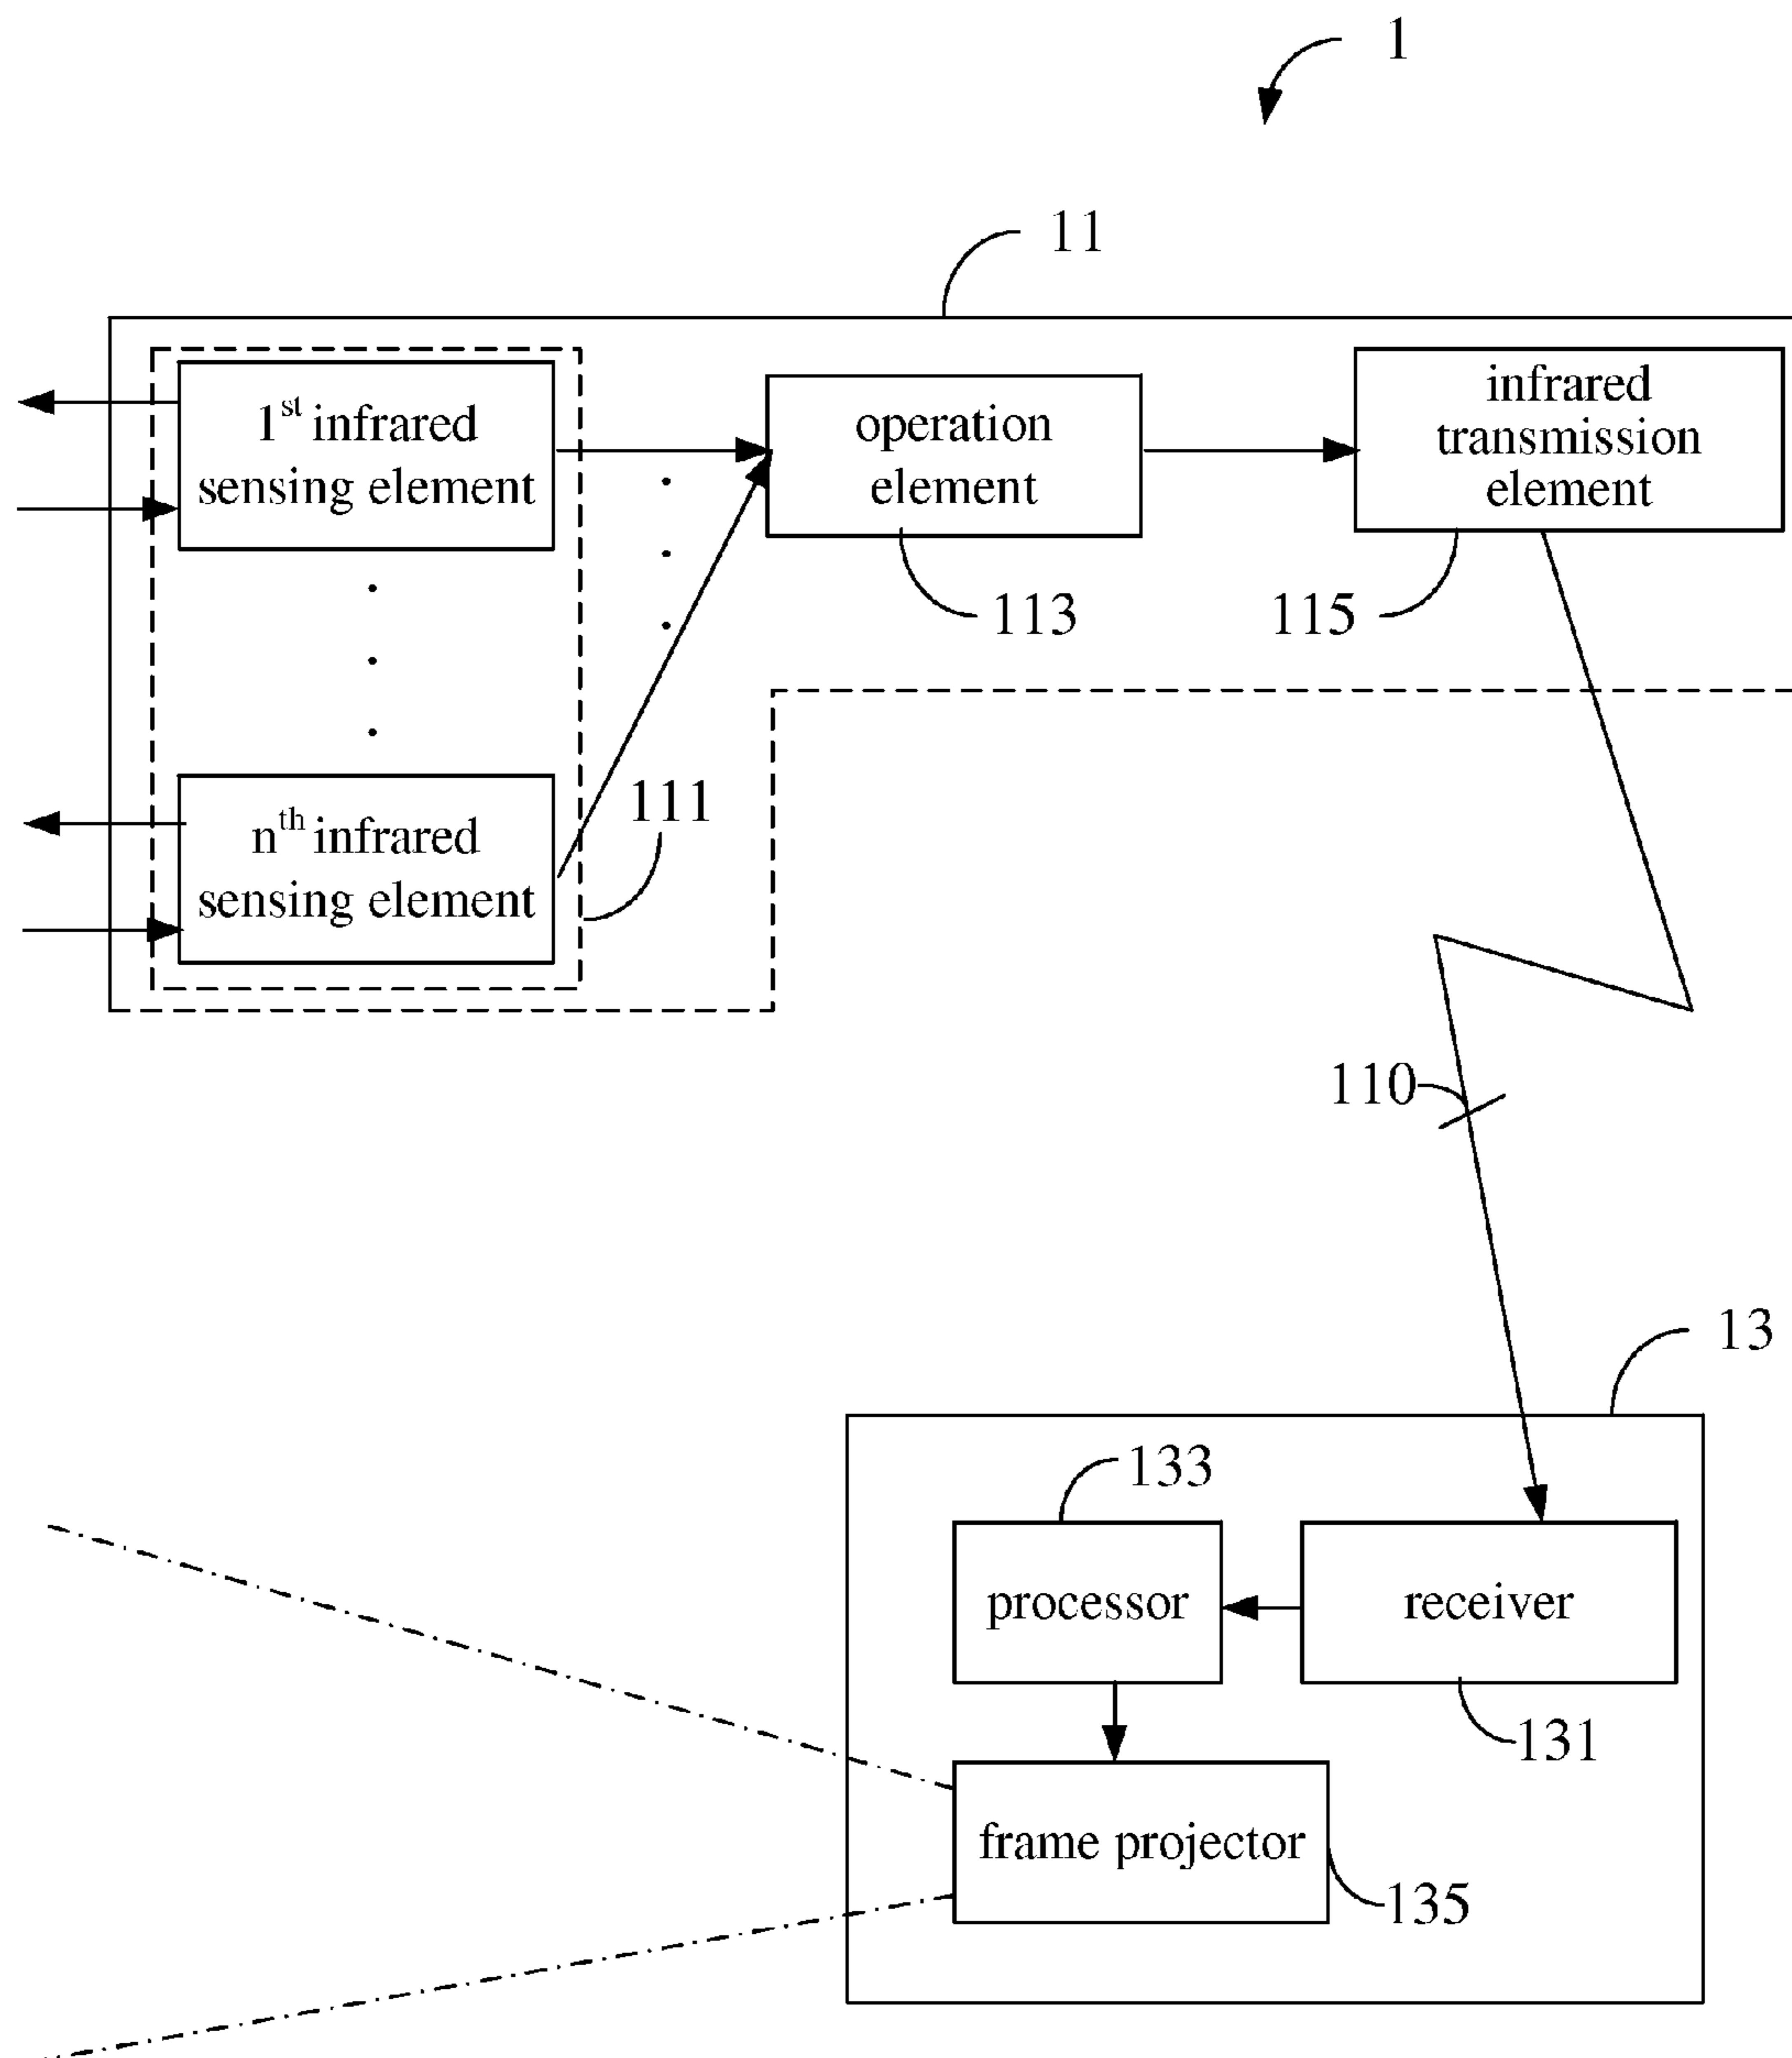 1
11
1st infrared
sensing element
operation
element
infrared
transmission
element
113
115
nth infrared
sensing element
111
110
13
133
processor
receiver
131
frame projector
135